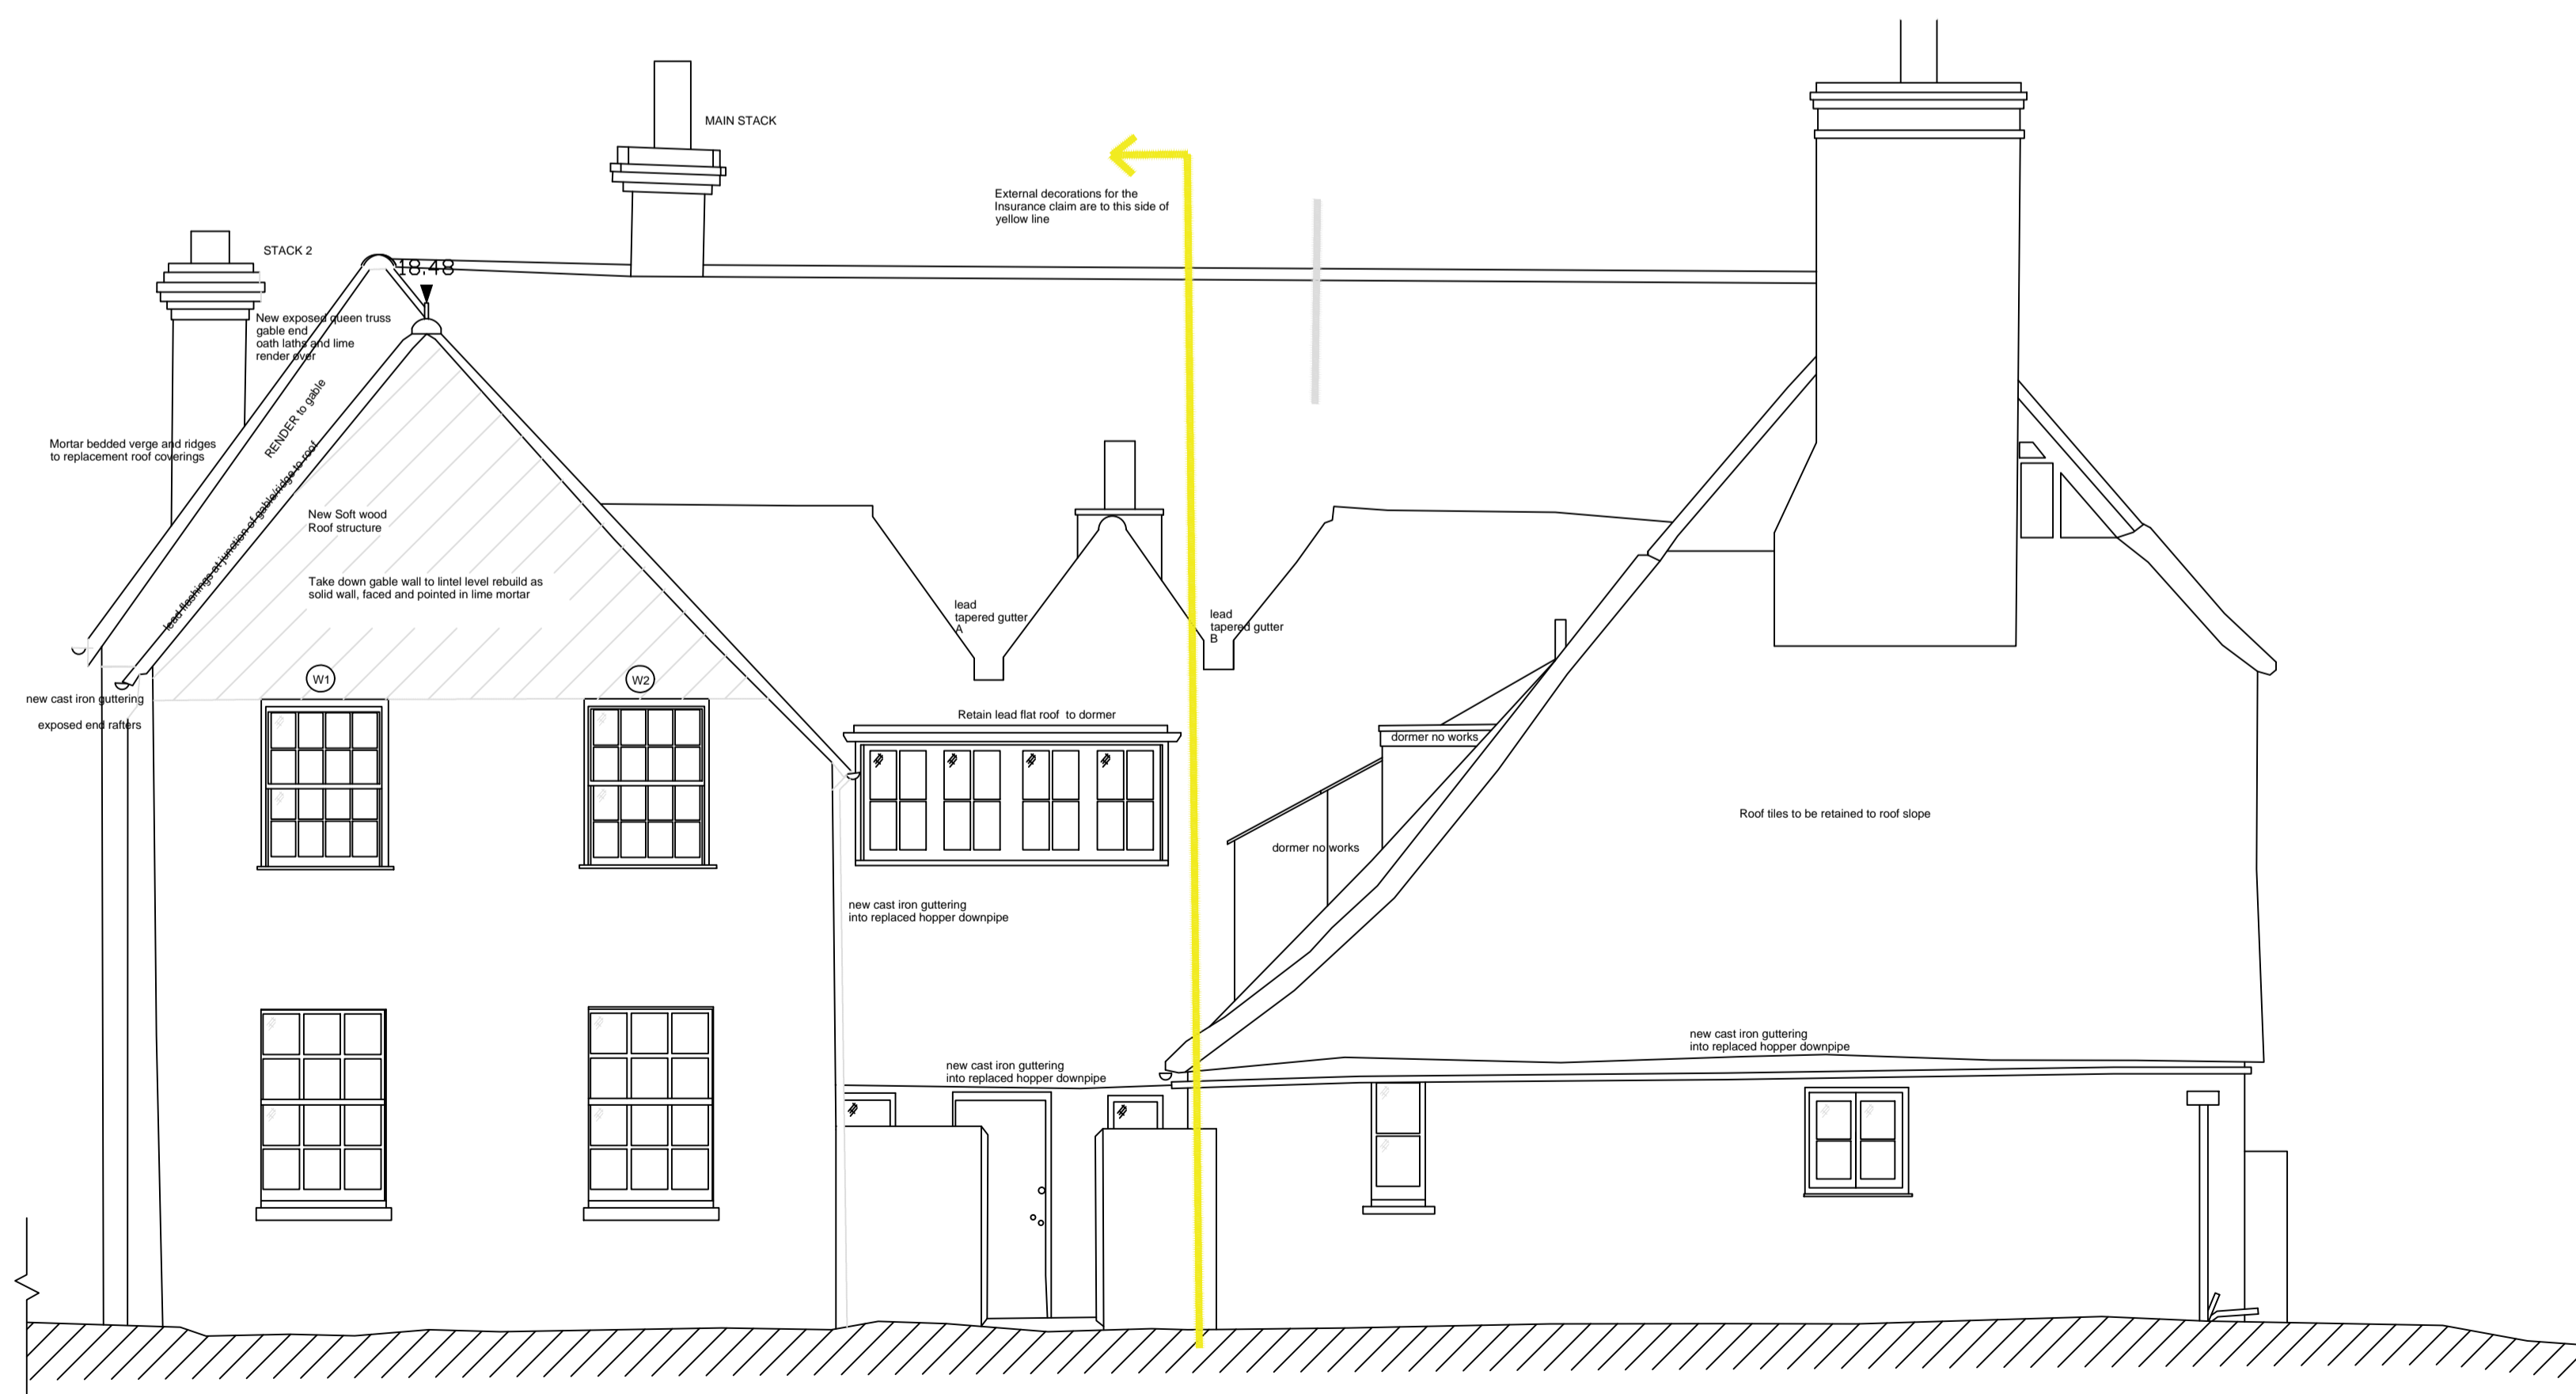 MAIN STACK
External decorations for the
Insurance claim are to this side of
yellow line
STACK 2
18.48
New exposed queen truss
gable end
oath laths and lime
render over
RENDER to gable
Mortar bedded verge and ridges
to replacement roof coverings
lead flashings at junction of gable/ridge to roof
New Soft wood
Roof structure
Take down gable wall to lintel level rebuild as
solid wall, faced and pointed in lime mortar
lead
tapered gutter
A
lead
tapered gutter
B
W1
W2
new cast iron guttering
exposed end rafters
Retain lead flat roof to dormer
dormer no works
dormer no works
Roof tiles to be retained to roof slope
new cast iron guttering
into replaced hopper downpipe
new cast iron guttering
into replaced hopper downpipe
new cast iron guttering
into replaced hopper downpipe